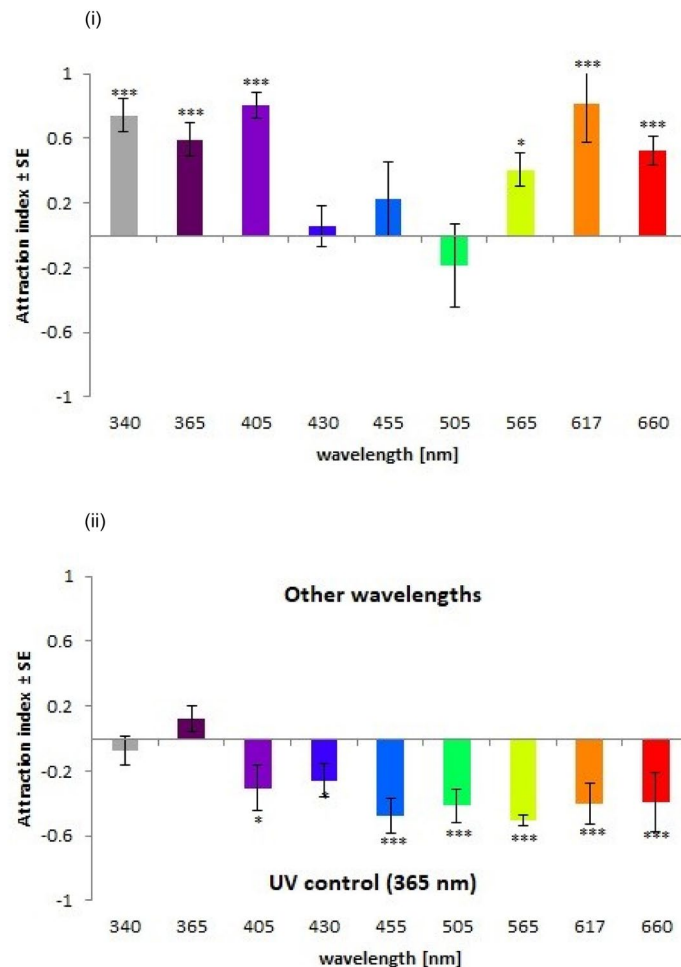 (i)
1
0.6
0.2
-0.2
-0.6
-1
Attraction index ± SE
*** *** *** * *** ***
340 365 405 430 455 505 565 617 660
wavelength [nm]
(ii)
1
0.6
0.2
-0.2
-0.6
-1
Attraction index ± SE
Other wavelengths
* * *** *** *** *** ***
UV control (365 nm)
340 365 405 430 455 505 565 617 660
wavelength [nm]